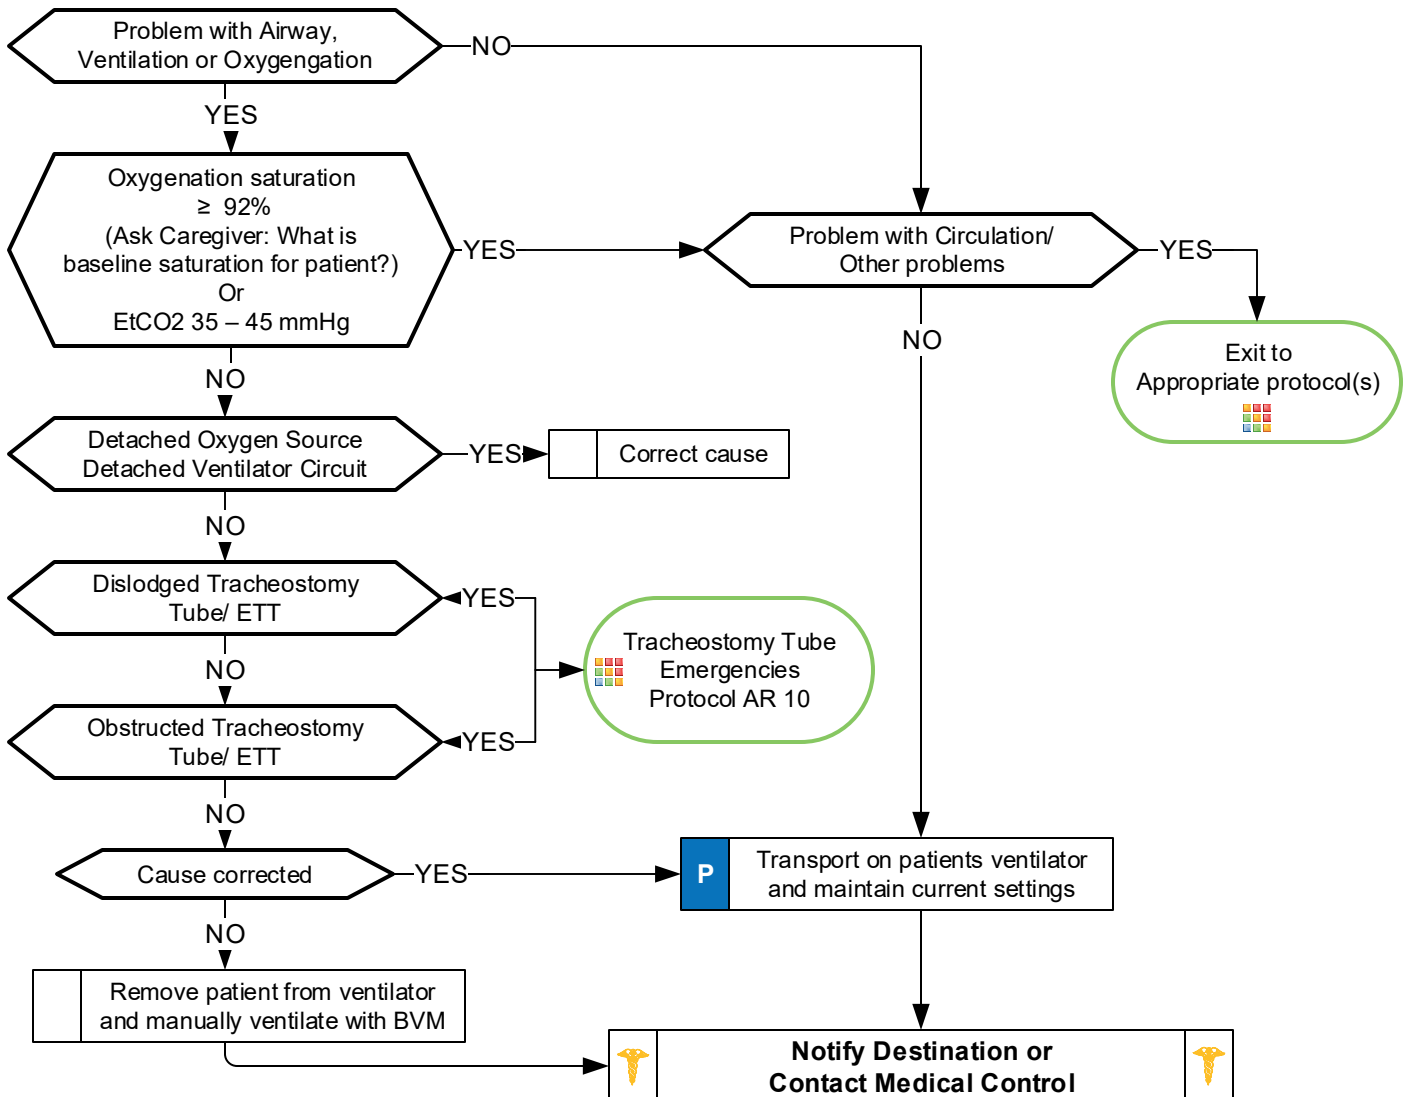 Problem with Airway,
Ventilation or Oxygengation
NO
YES
Oxygenation saturation
≥ 92%
(Ask Caregiver: What is
baseline saturation for patient?)
Or
EtCO2 35 – 45 mmHg
YES
Problem with Circulation/
Other problems
YES
NO
Exit to
Appropriate protocol(s)
NO
Detached Oxygen Source
Detached Ventilator Circuit
YES
Correct cause
NO
Dislodged Tracheostomy
Tube/ ETT
YES
Tracheostomy Tube
Emergencies
Protocol AR 10
NO
Obstructed Tracheostomy
Tube/ ETT
YES
NO
Cause corrected
YES
P
Transport on patients ventilator
and maintain current settings
NO
Remove patient from ventilator
and manually ventilate with BVM
Notify Destination or
Contact Medical Control